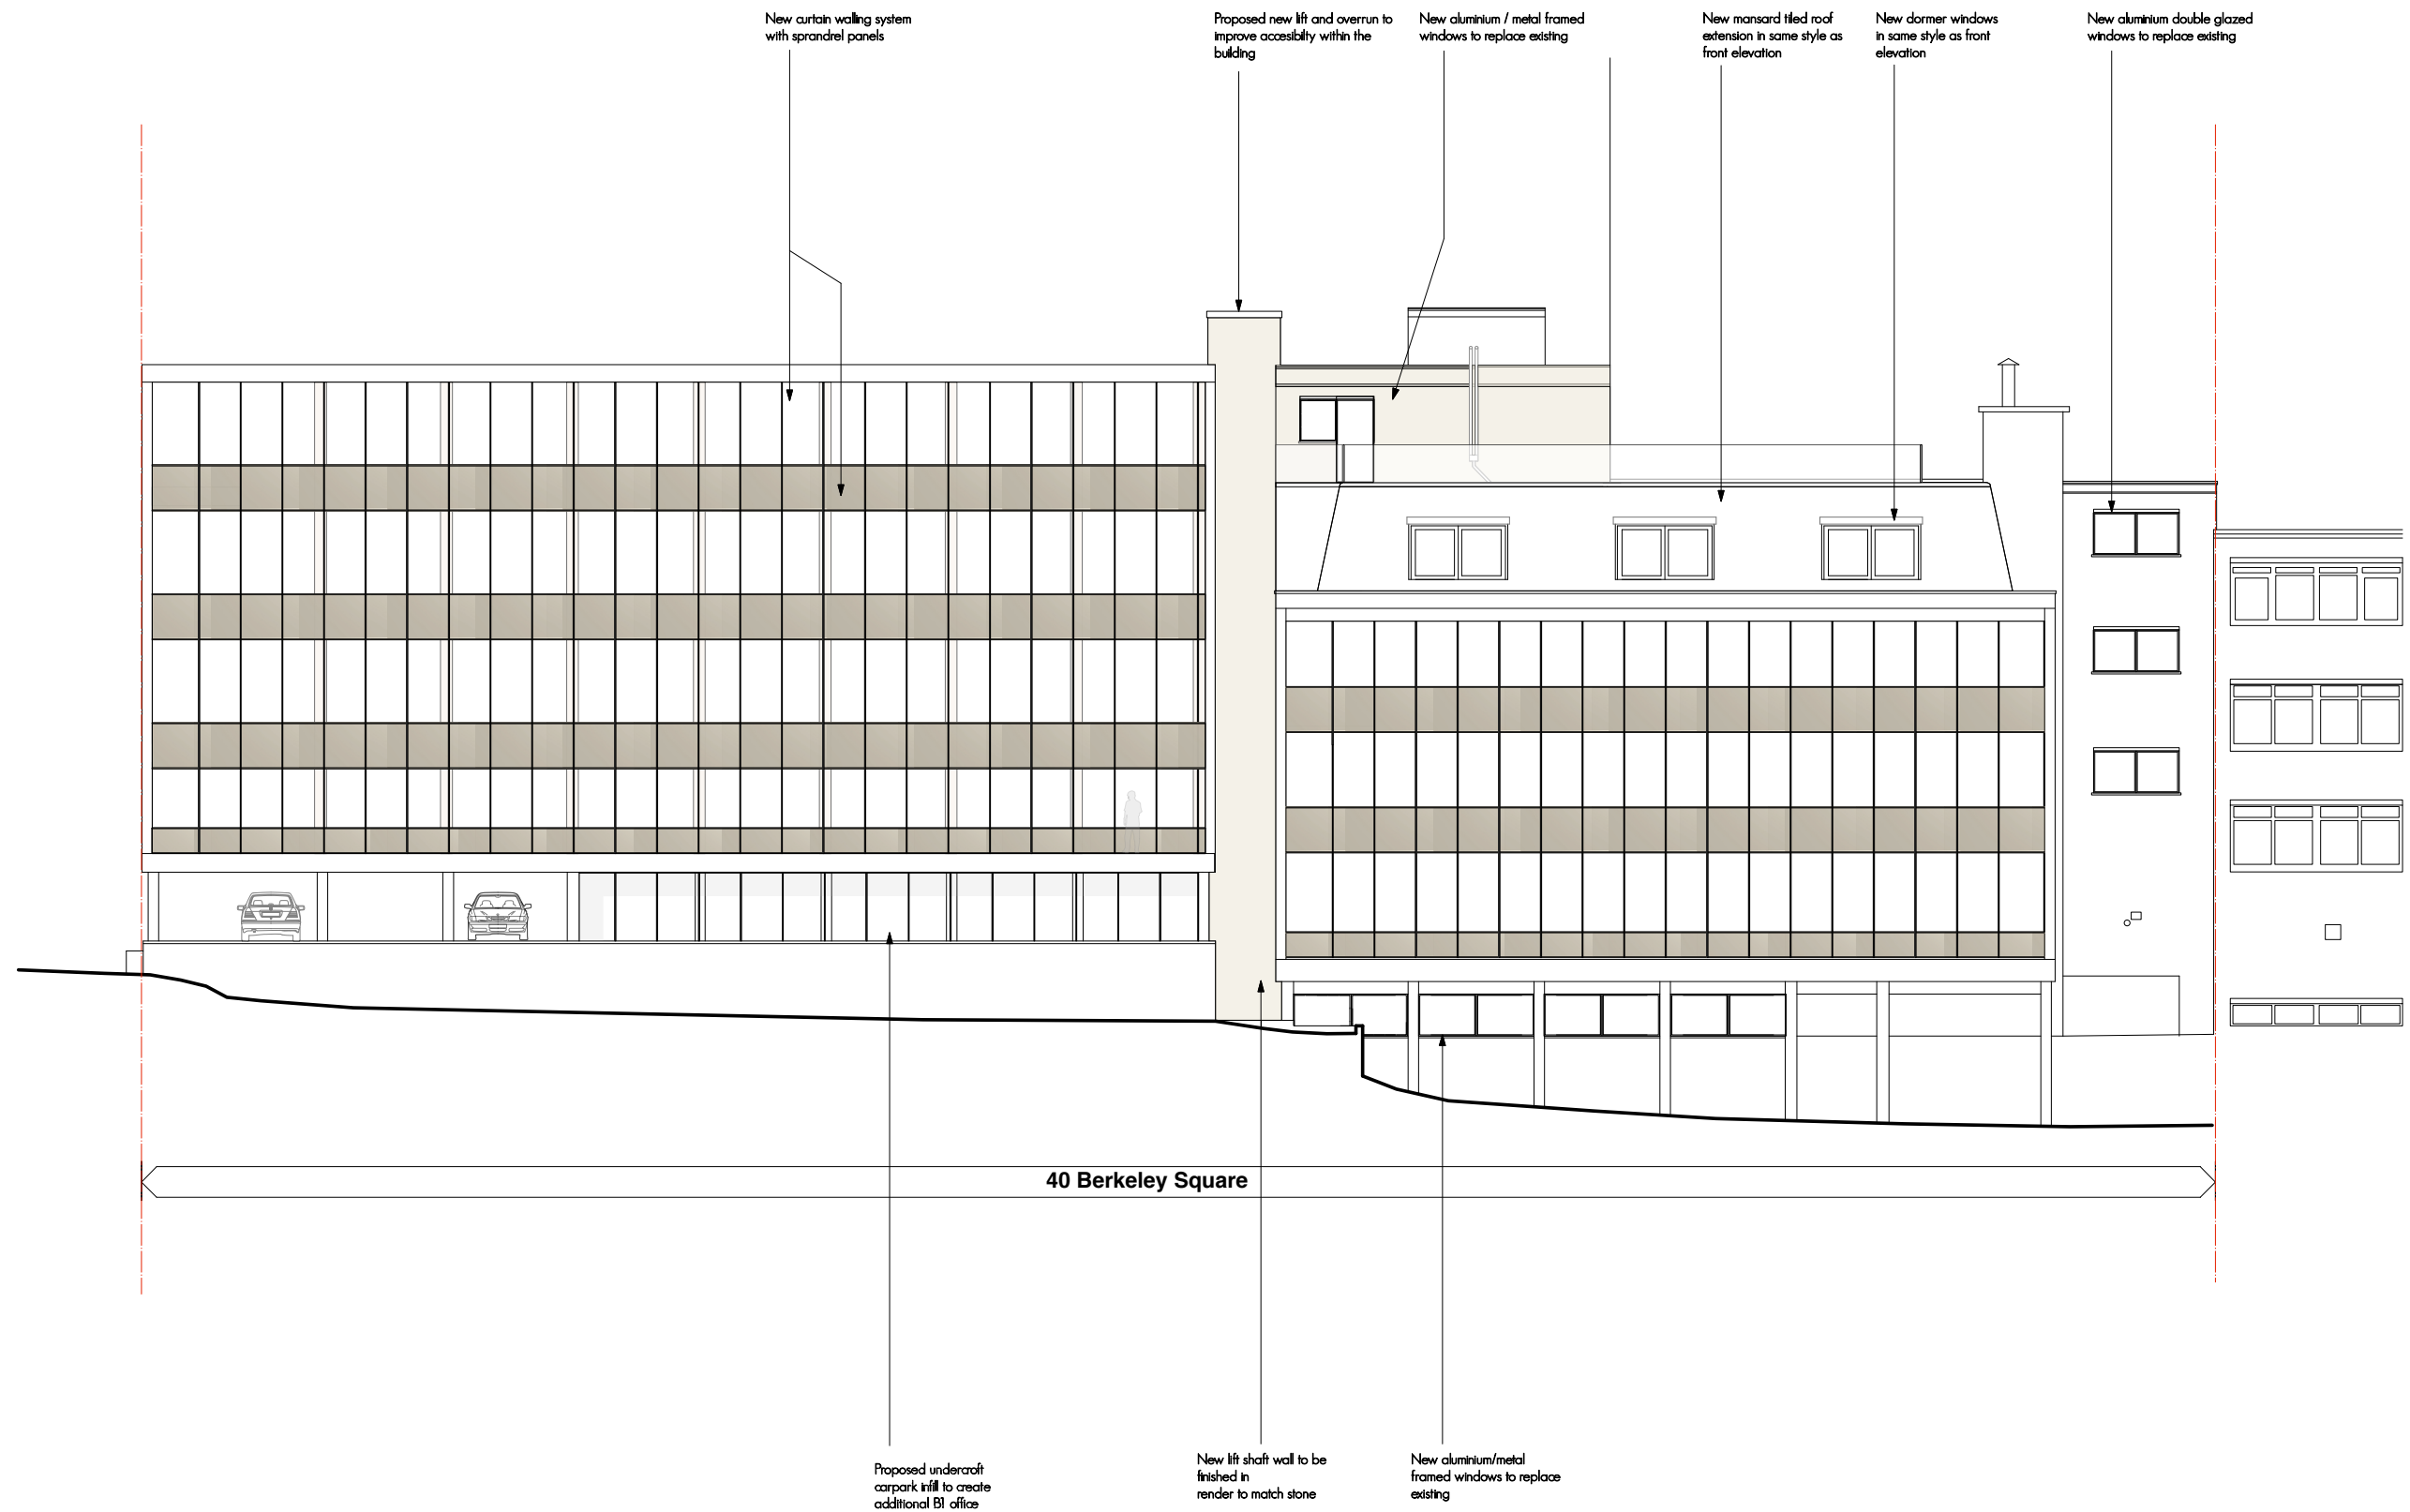 New curtain walling system
with sprandrel panels
Proposed new lift and overrun to
improve accesibilty within the
building
New aluminium / metal framed
windows to replace existing
New mansard tiled roof
extension in same style as
front elevation
New dormer windows
in same style as front
elevation
New aluminium double glazed
windows to replace existing
40 Berkeley Square
Proposed undercroft
carpark infill to create
additional B1 office
New lift shaft wall to be
finished in
render to match stone
New aluminium/metal
framed windows to replace
existing